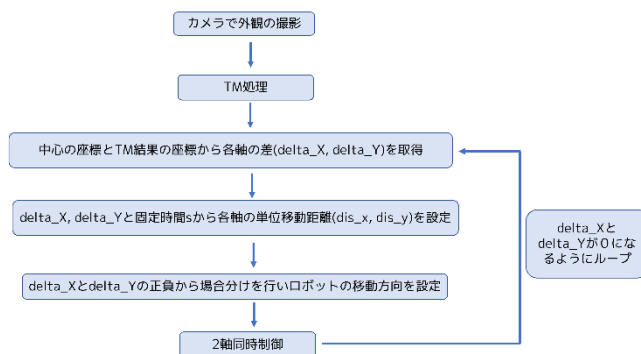 カメラで外観の撮影
TM処理
中心の座標とTM結果の座標から各軸の差(delta_X, delta_Y)を取得
delta_X, delta_Yと固定時間sから各軸の単位移動距離(dis_x, dis_y)を設定
delta_Xとdelta_Yの正負から場合分けを行いロボットの移動方向を設定
2軸同時制御
delta_Xと
delta_Yが0にな
るようにループ